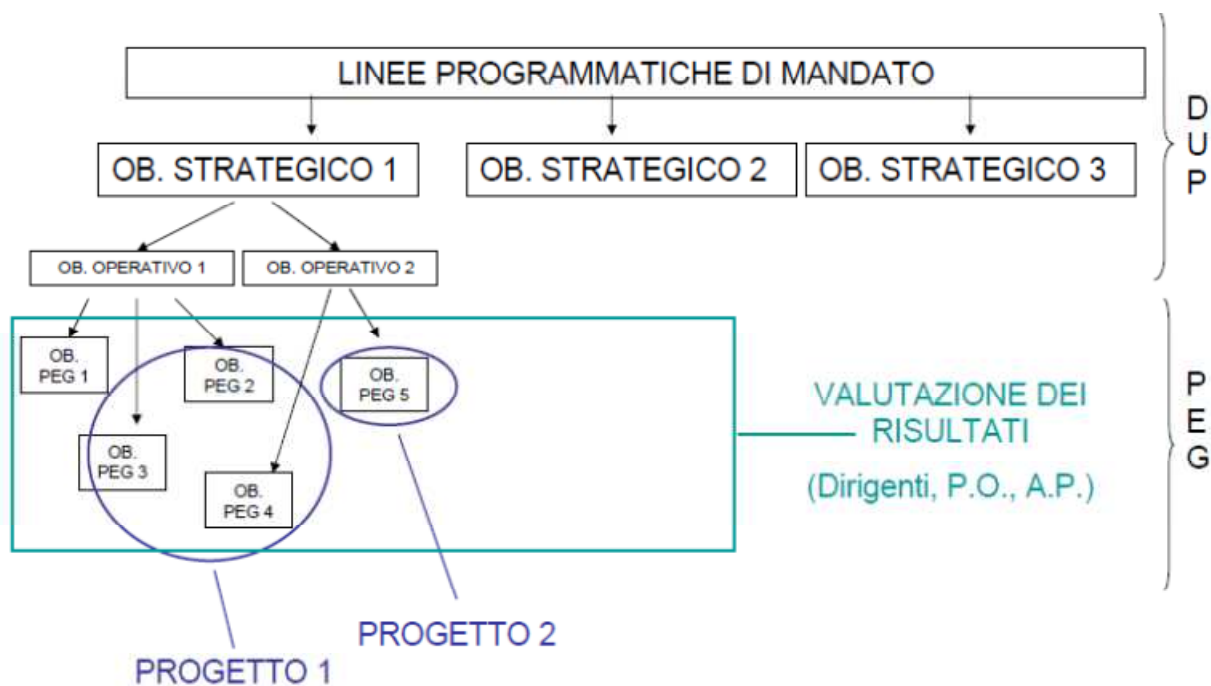 LINEE PROGRAMMATICHE DI MANDATO
OB. STRATEGICO 1
OB. STRATEGICO 2
OB. STRATEGICO 3
D
U
P
OB. OPERATIVO 1
OB. OPERATIVO 2
OB.
PEG 1
OB.
PEG 2
OB.
PEG 5
OB.
PEG 3
OB.
PEG 4
VALUTAZIONE DEI
RISULTATI
(Dirigenti, P.O., A.P.)
P
E
G
PROGETTO 2
PROGETTO 1